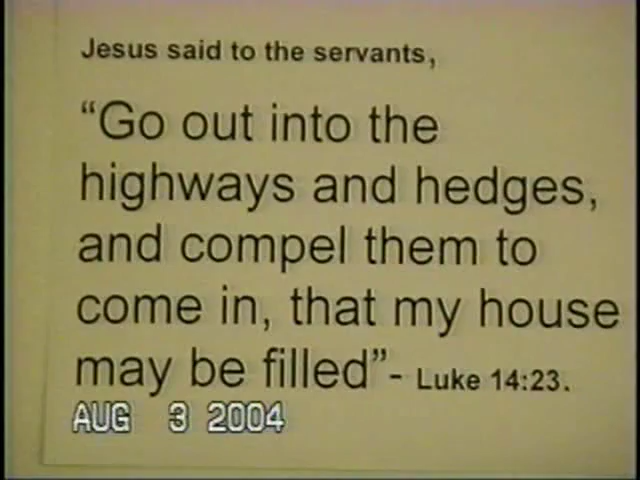 Jesus said to the servants,
“Go out into the
highways and hedges,
and compel them to
come in, that my house
may be filled”- Luke 14:23.
AUG 3 2004